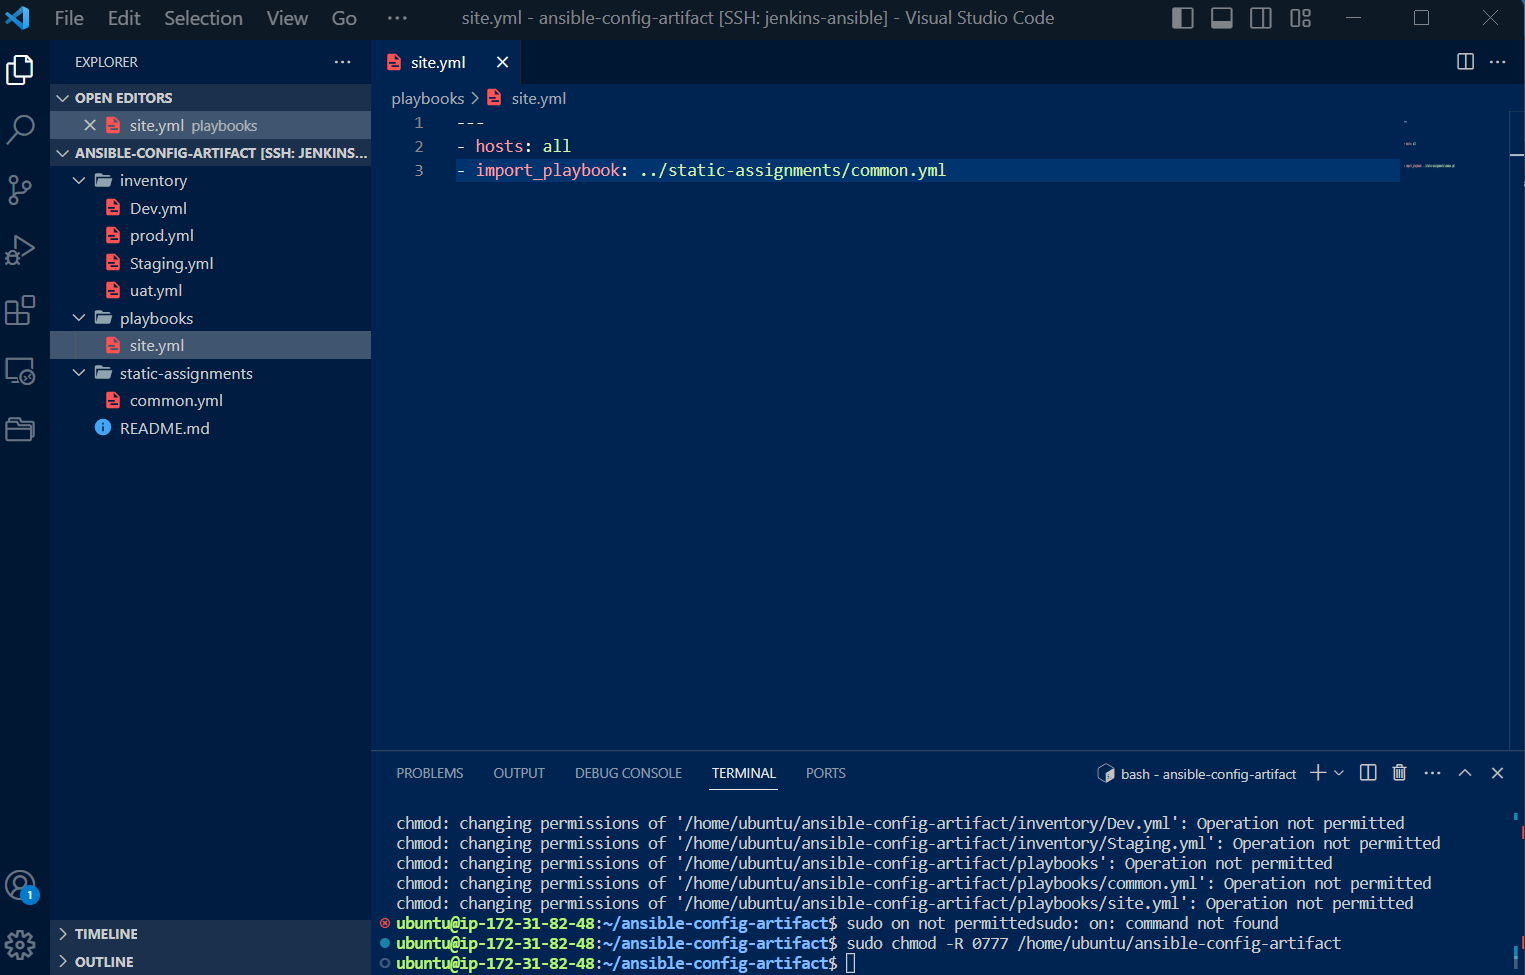 File Edit Selection View Go ··· site.yml - ansible-config-artifact [SSH: jenkins-ansible] - Visual Studio Code
EXPLORER ···
OPEN EDITORS
site.yml playbooks
ANSIBLE-CONFIG-ARTIFACT [SSH: JENKINS...
inventory
Dev.yml
prod.yml
Staging.yml
uat.yml
playbooks
site.yml
static-assignments
common.yml
README.md
1
TIMELINE
OUTLINE
site.yml
playbooks > site.yml
1 ---
2 - hosts: all
3 - import_playbook: ../static-assignments/common.yml
PROBLEMS OUTPUT DEBUG CONSOLE TERMINAL PORTS bash - ansible-config-artifact
chmod: changing permissions of '/home/ubuntu/ansible-config-artifact/inventory/Dev.yml': Operation not permitted
chmod: changing permissions of '/home/ubuntu/ansible-config-artifact/inventory/Staging.yml': Operation not permitted
chmod: changing permissions of '/home/ubuntu/ansible-config-artifact/playbooks': Operation not permitted
chmod: changing permissions of '/home/ubuntu/ansible-config-artifact/playbooks/common.yml': Operation not permitted
chmod: changing permissions of '/home/ubuntu/ansible-config-artifact/playbooks/site.yml': Operation not permitted
ubuntu@ip-172-31-82-48:~/ansible-config-artifact$ sudo on not permittedsudo: on: command not found
ubuntu@ip-172-31-82-48:~/ansible-config-artifact$ sudo chmod -R 0777 /home/ubuntu/ansible-config-artifact
ubuntu@ip-172-31-82-48:~/ansible-config-artifact$